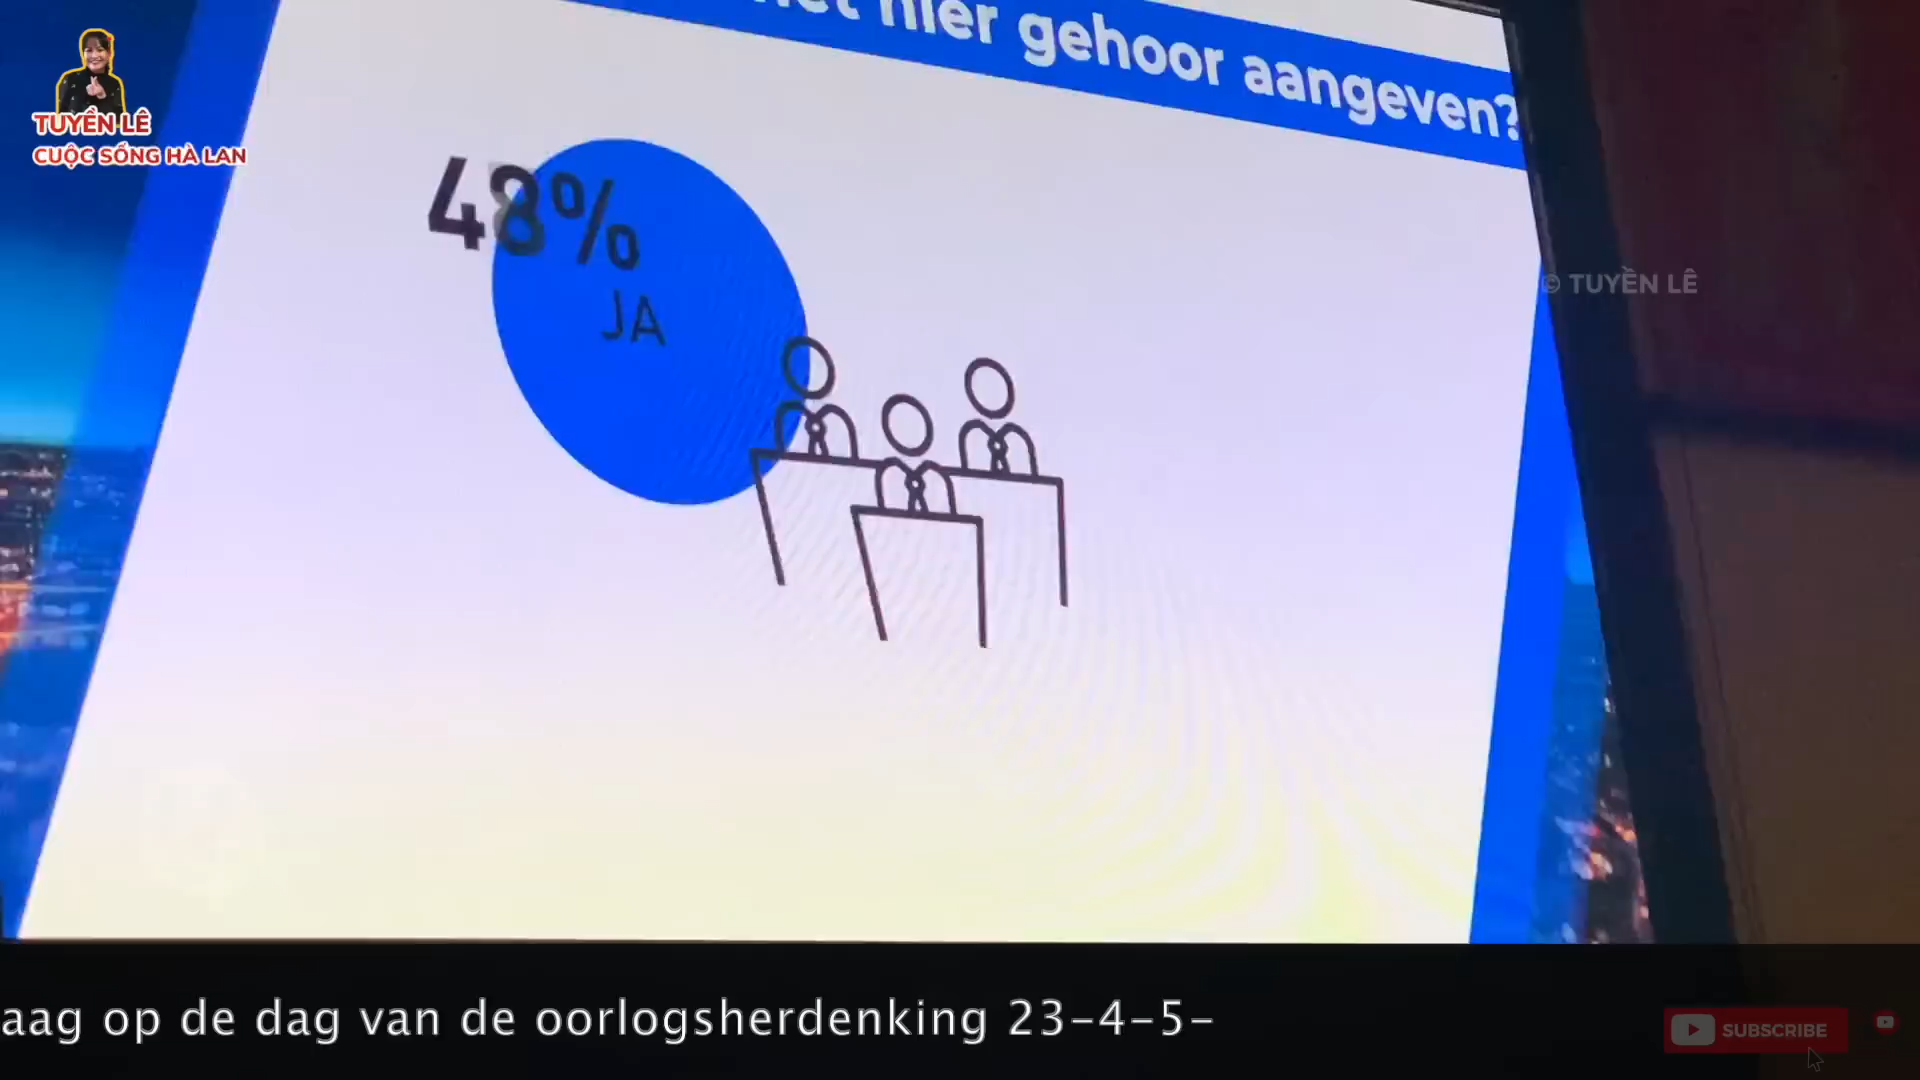 hier gehoor aangeven?
TUYỀN LÊ
CUỘC SỐNG HÀ LAN
48%
JA
© TUYỀN LÊ
op de dag van de oorlogsherdenking 23-4-5-
SUBSCRIBE